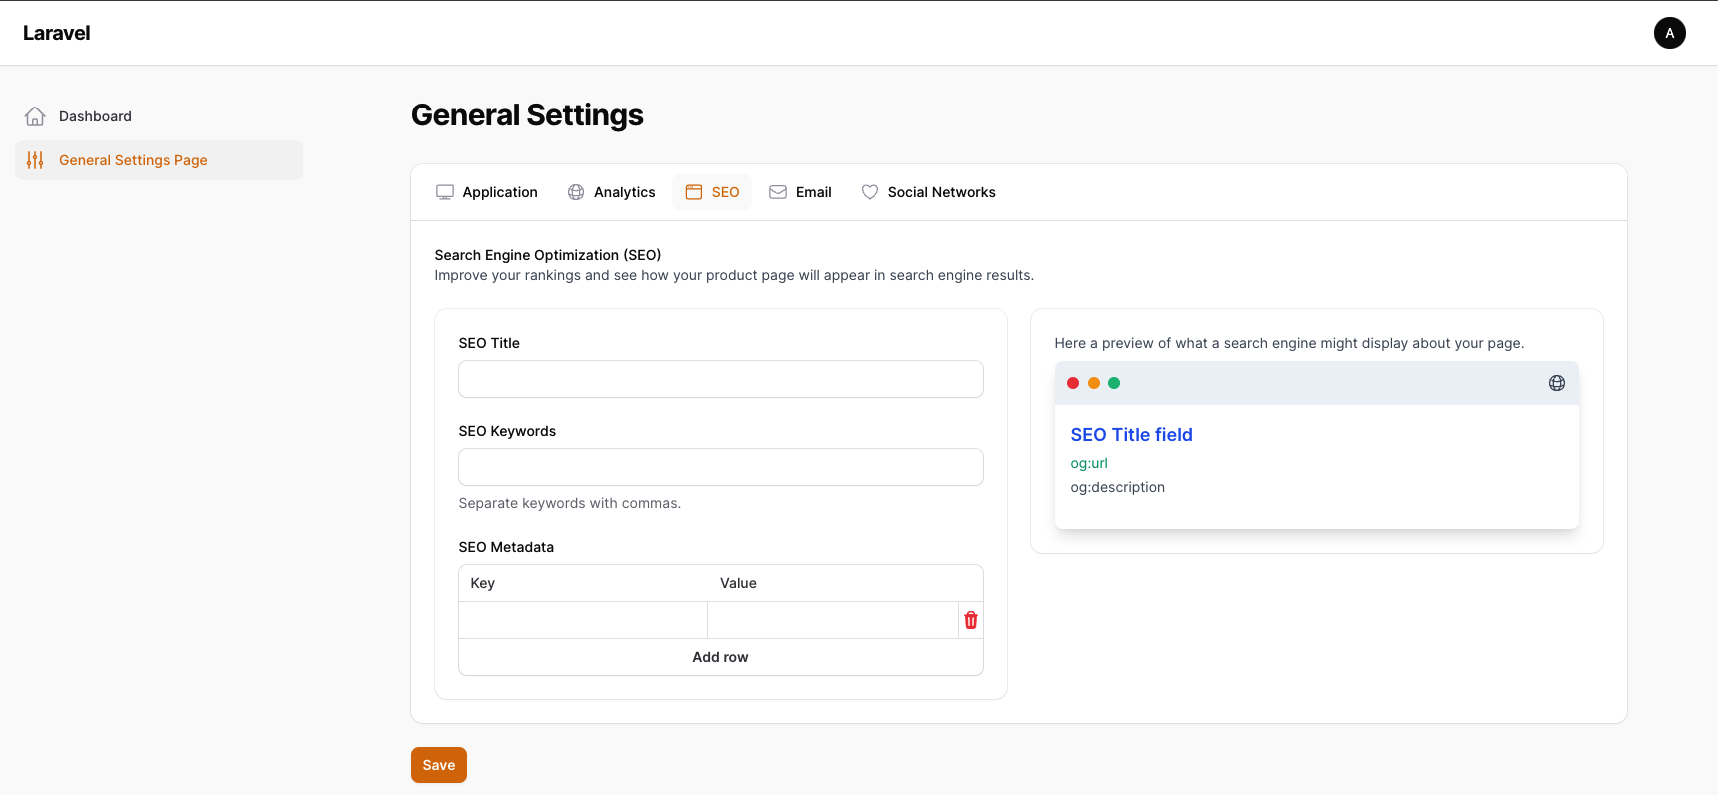 Laravel
A
Dashboard
General Settings Page
General Settings
Application
Analytics
SEO
Email
Social Networks
Search Engine Optimization (SEO)
Improve your rankings and see how your product page will appear in search engine results.
SEO Title
SEO Keywords
Separate keywords with commas.
SEO Metadata
Key
Value
Add row
Here a preview of what a search engine might display about your page.
SEO Title field
og:url
og:description
Save